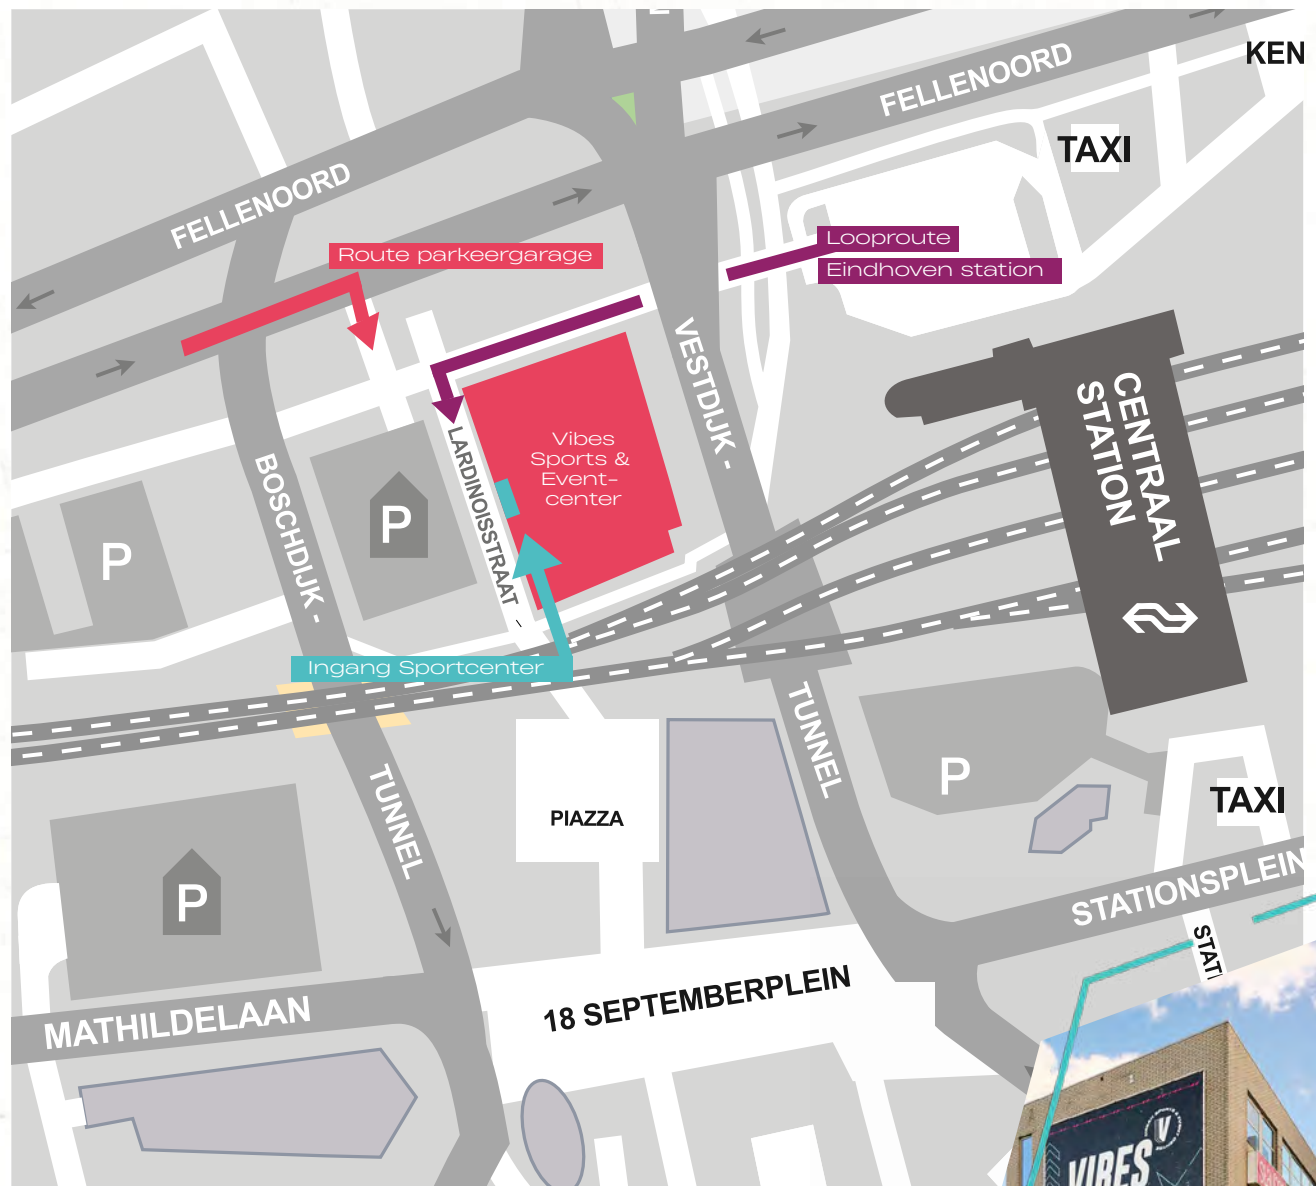 KEN
FELLENOORD
TAXI
FELLENOORD
Route parkeergarage
Looproute
Eindhoven station
VESTDIJK -
CENTRAAL
STATION
Vibes
Sports &
Event-
center
LARDINOISSTRAAT -
BOSCHDIJK -
P
P
Ingang Sportcenter
TUNNEL
TUNNEL
P
PIAZZA
TAXI
P
STATIONSPLEIN
STATI
18 SEPTEMBERPLEIN
MATHILDELAAN
V
VIBES